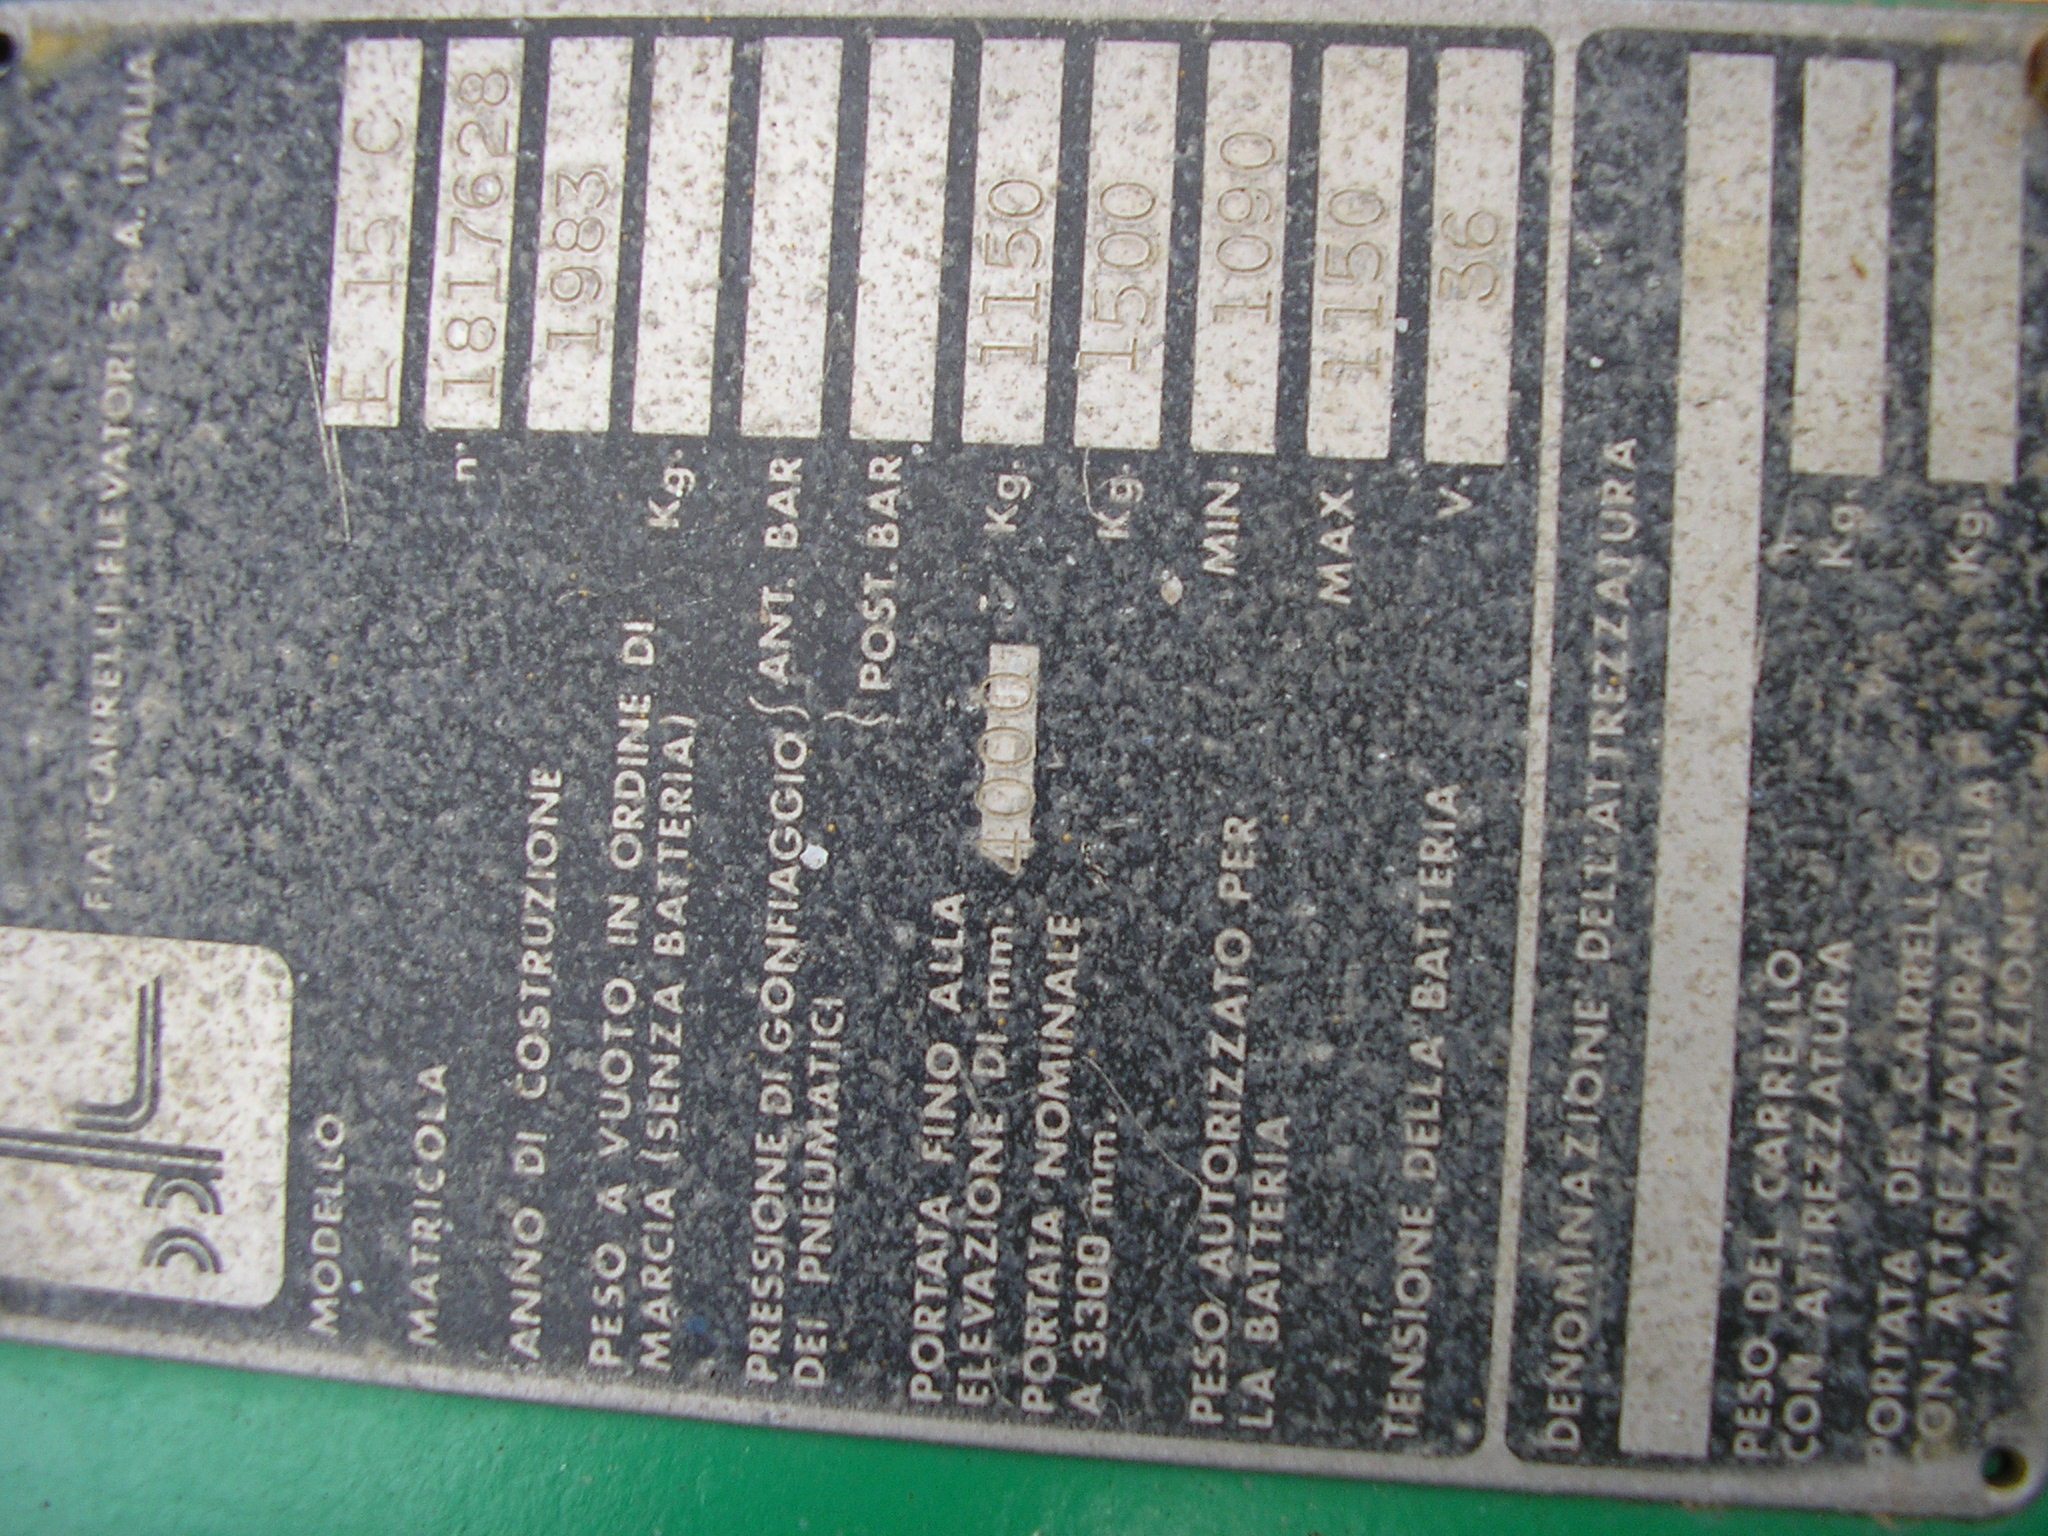 FIAT-CARRELLI ELEVATORI S.p.A. ITALIA
MODELLO E 15 C
MATRICOLA n° 1817628
ANNO DI COSTRUZIONE 1983
PESO A VUOTO IN ORDINE DI
MARCIA (SENZA BATTERIA) Kg.
PRESSIONE DI GONFIAGGIO { ANT. BAR
DEI PNEUMATICI { POST. BAR
PORTATA FINO ALLA
ELEVAZIONE DI mm. 4000 Kg. 1150
PORTATA NOMINALE
A 3300 mm. Kg. 1500
PESO AUTORIZZATO PER MIN. 1090
LA BATTERIA MAX. 1150
TENSIONE DELLA BATTERIA V. 36
DENOMINAZIONE DELL'ATTREZZATURA
PESO DEL CARRELLO
CON ATTREZZATURA Kg.
PORTATA DEL CARRELLO
CON ATTREZZATURA ALLA
MAX ELEVAZIONE Kg.